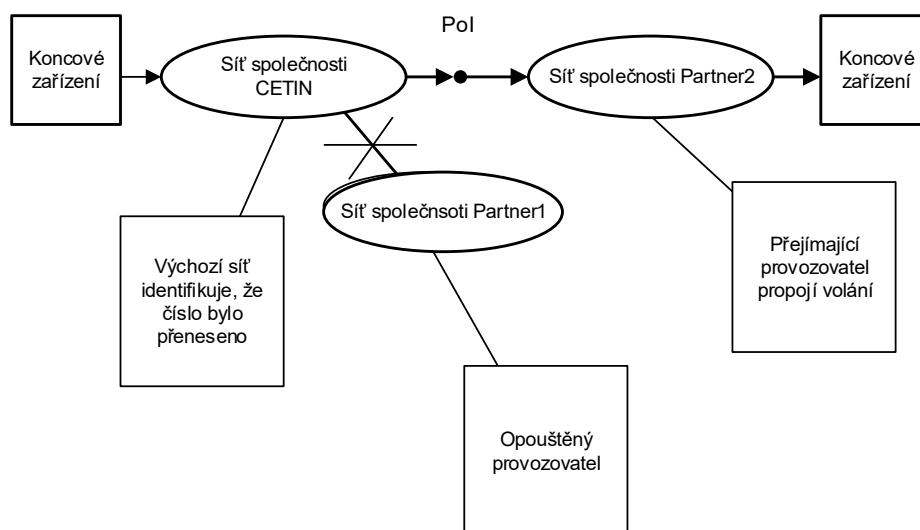 PoI
Koncové
zařízení
Síť společnosti
CETIN
Síť společnosti Partner2
Koncové
zařízení
Síť společnsoti Partner1
Výchozí síť
identifikuje, že
číslo bylo
přeneseno
Přejímající
provozovatel
propojí volání
Opouštěný
provozovatel